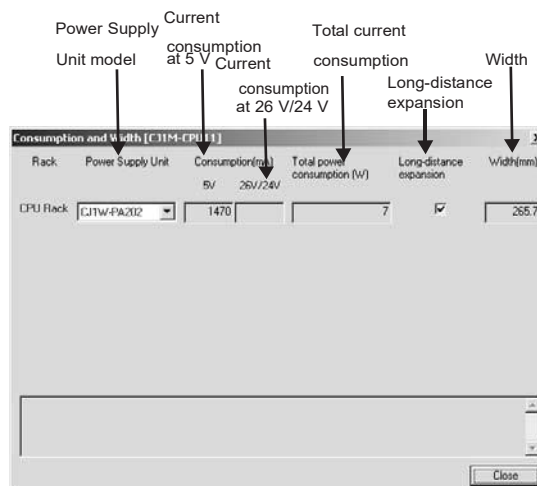 Power Supply
Unit model
Current
consumption
at 5 V
Current
consumption
at 26 V/24 V
Total current
consumption
Long-distance
expansion
Width
Consumption and Width [CJ1M-CPU11]
Rack
Power Supply Unit
Consumption(mA)
5V
26V/24V
Total power
consumption (W)
Long-distance
expansion
Width(mm)
CPU Rack
CJ1W-PA202
1470
7
265.7
Close